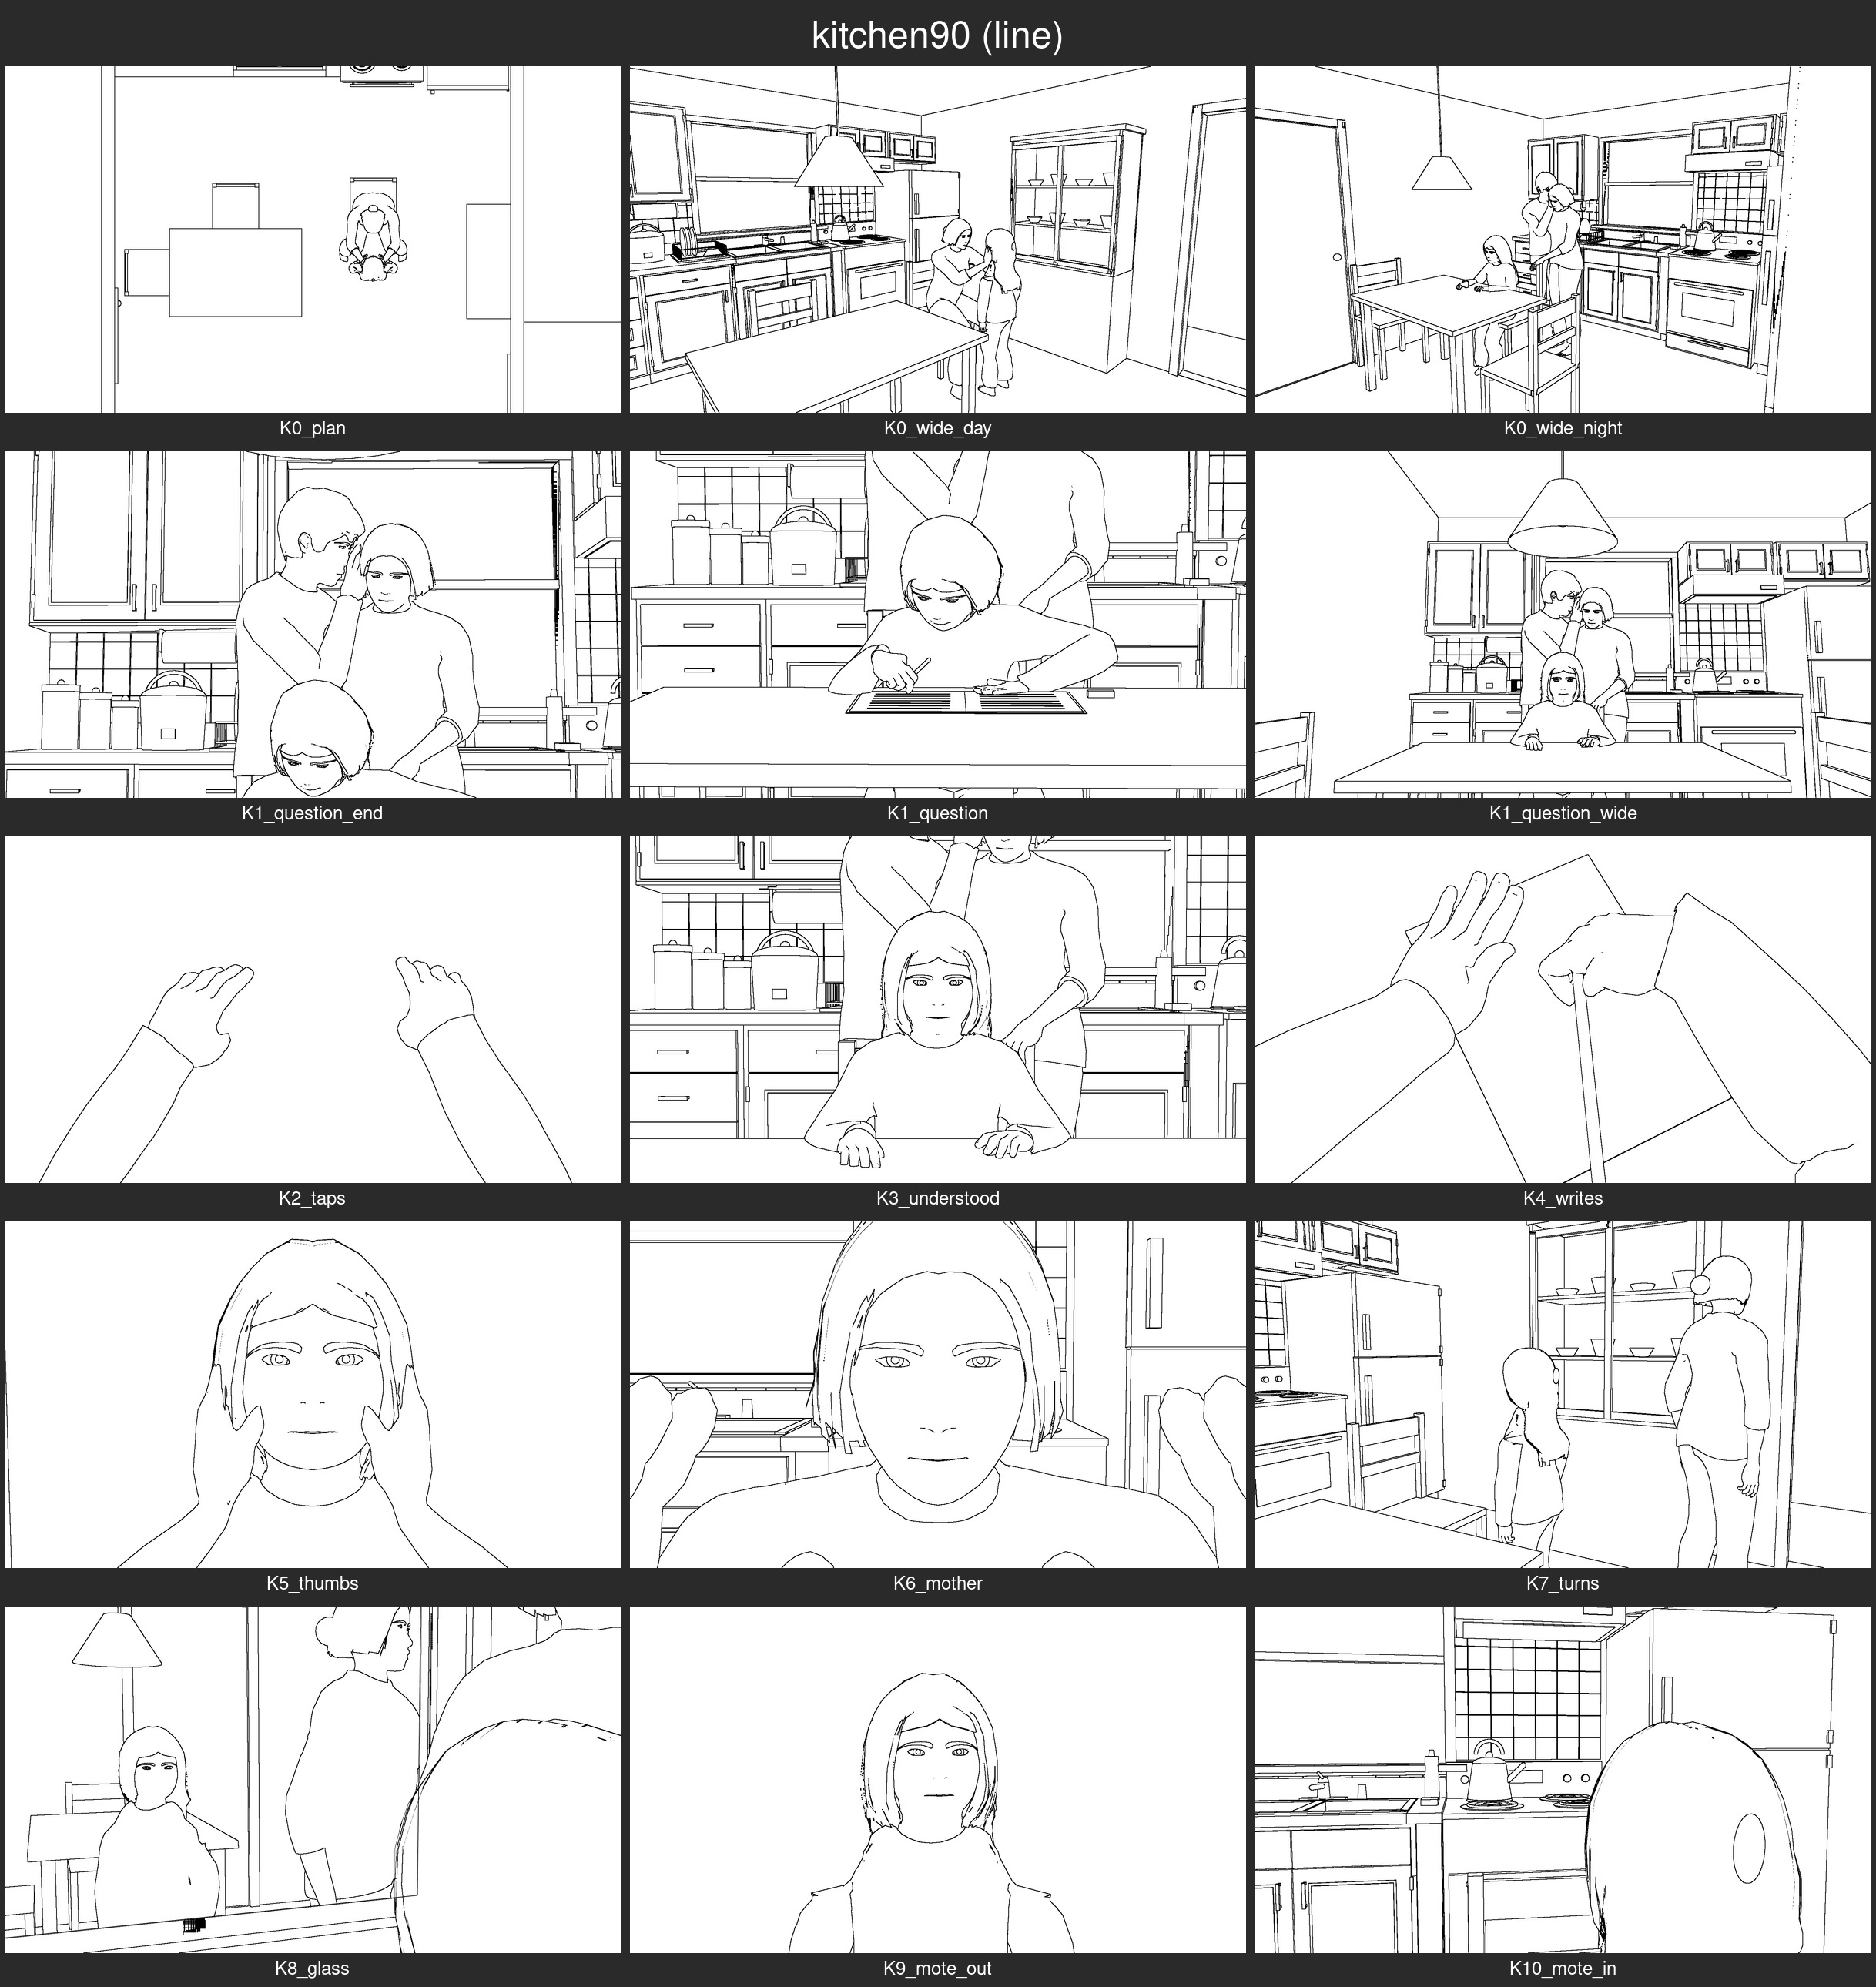 kitchen90 (line)
K0_plan
K0_wide_day
K0_wide_night
K1_question_end
K1_question
K1_question_wide
K2_taps
K3_understood
K4_writes
K5_thumbs
K6_mother
K7_turns
K8_glass
K9_mote_out
K10_mote_in